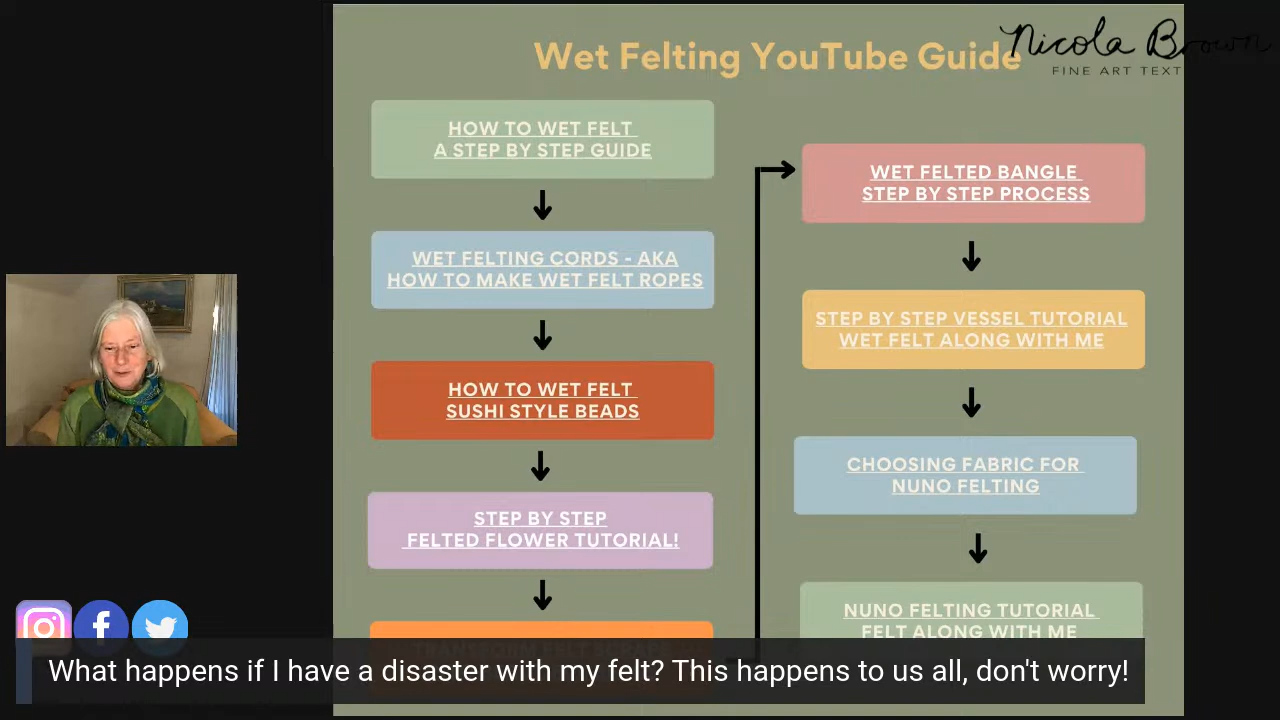 Wet Felting YouTube Guide
Nicola Brown
FINE ART TEXT
HOW TO WET FELT
A STEP BY STEP GUIDE
WET FELTING CORDS - AKA
HOW TO MAKE WET FELT ROPES
HOW TO WET FELT
SUSHI STYLE BEADS
STEP BY STEP
FELTED FLOWER TUTORIAL!
TRANSFORM FELT SCRAPS
WET FELTED BANGLE
STEP BY STEP PROCESS
STEP BY STEP VESSEL TUTORIAL
WET FELT ALONG WITH ME
CHOOSING FABRIC FOR
NUNO FELTING
NUNO FELTING TUTORIAL
FELT ALONG WITH ME
What happens if I have a disaster with my felt? This happens to us all, don't worry!